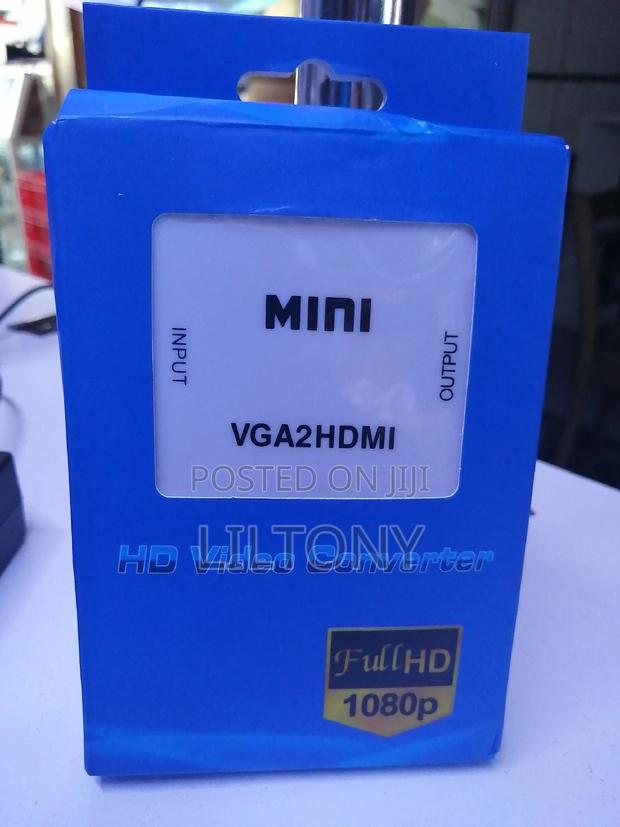 MINI
INPUT
OUTPUT
VGA2HDMI
POSTED ON JIJI
LILTONY
HD Video Converter
Full HD
1080p